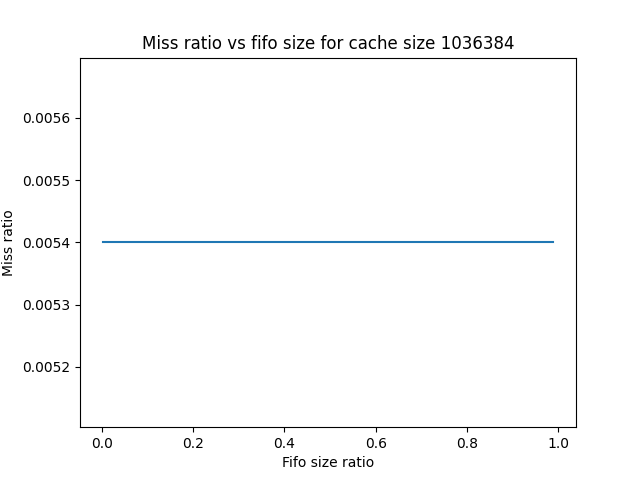 Miss ratio vs fifo size for cache size 1036384
0.0056
0.0055
0.0054
0.0053
0.0052
Miss ratio
0.0 0.2 0.4 0.6 0.8 1.0
Fifo size ratio